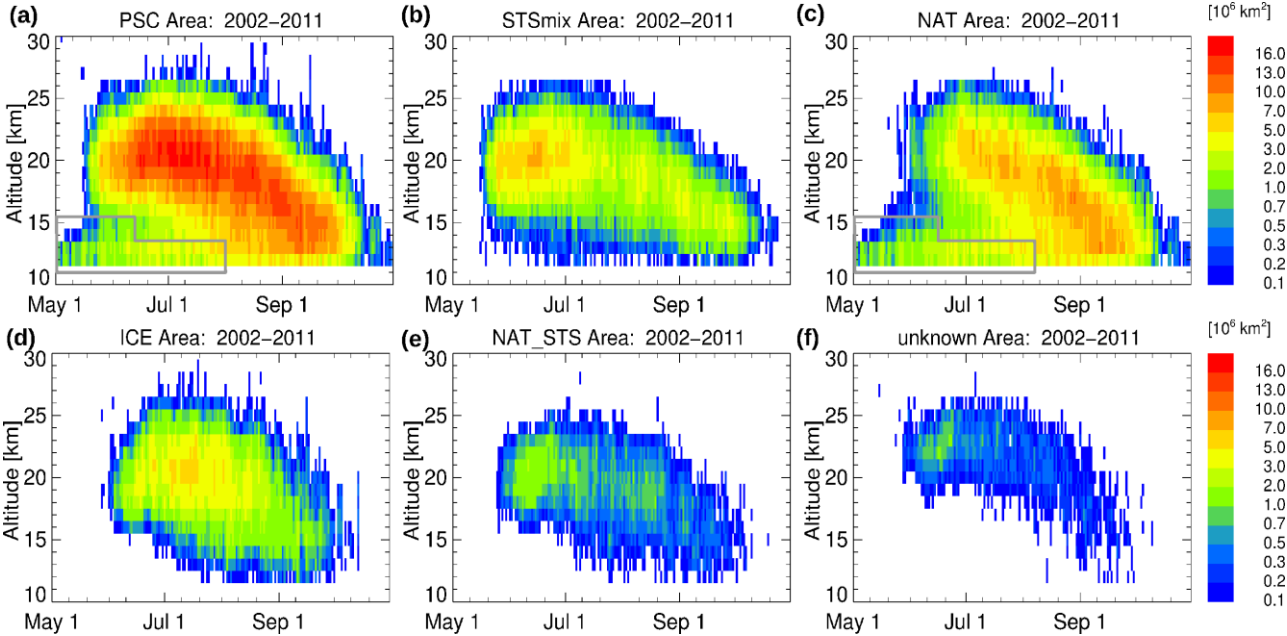 (a) PSC Area: 2002–2011
(b) STSmix Area: 2002–2011
(c) NAT Area: 2002–2011
[10⁶ km²]
Altitude [km]
30
25
20
15
10
May 1 Jul 1 Sep 1
Altitude [km]
30
25
20
15
10
May 1 Jul 1 Sep 1
Altitude [km]
30
25
20
15
10
May 1 Jul 1 Sep 1
16.0
13.0
10.0
7.0
5.0
3.0
2.0
1.0
0.7
0.5
0.3
0.2
0.1
(d) ICE Area: 2002–2011
(e) NAT_STS Area: 2002–2011
(f) unknown Area: 2002–2011
[10⁶ km²]
Altitude [km]
30
25
20
15
10
May 1 Jul 1 Sep 1
Altitude [km]
30
25
20
15
10
May 1 Jul 1 Sep 1
Altitude [km]
30
25
20
15
10
May 1 Jul 1 Sep 1
16.0
13.0
10.0
7.0
5.0
3.0
2.0
1.0
0.7
0.5
0.3
0.2
0.1